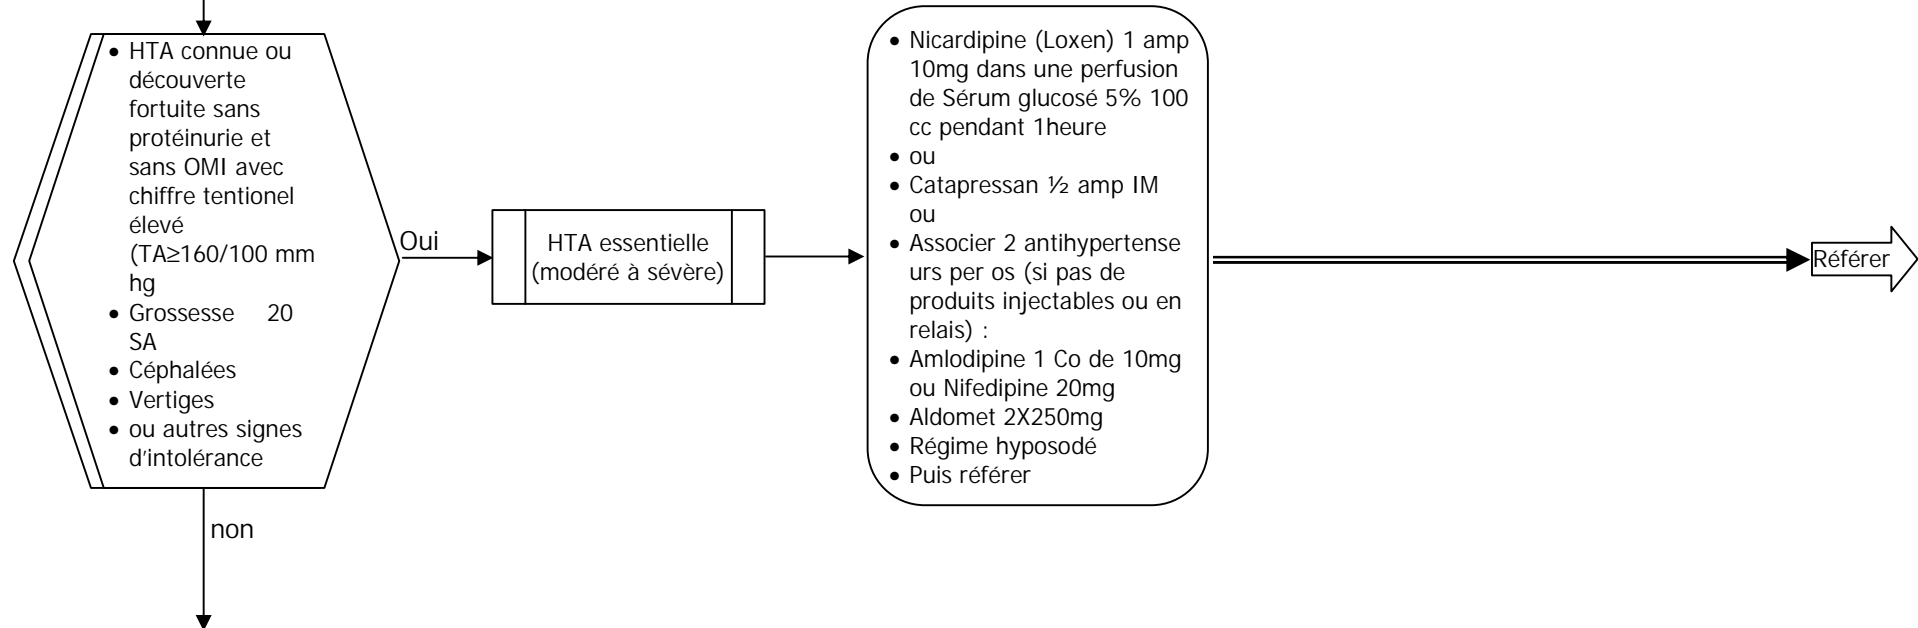 • HTA connue ou
découverte
fortuite sans
protéinurie et
sans OMI avec
chiffre tentionel
élevé
(TA≥160/100 mm
hg
• Grossesse 20
SA
• Céphalées
• Vertiges
• ou autres signes
d'intolérance
Oui
non
HTA essentielle
(modéré à sévère)
• Nicardipine (Loxen) 1 amp
10mg dans une perfusion
de Sérum glucosé 5% 100
cc pendant 1heure
• ou
• Catapressan ½ amp IM
ou
• Associer 2 antihypertense
urs per os (si pas de
produits injectables ou en
relais) :
• Amlodipine 1 Co de 10mg
ou Nifedipine 20mg
• Aldomet 2X250mg
• Régime hyposodé
• Puis référer
Référer